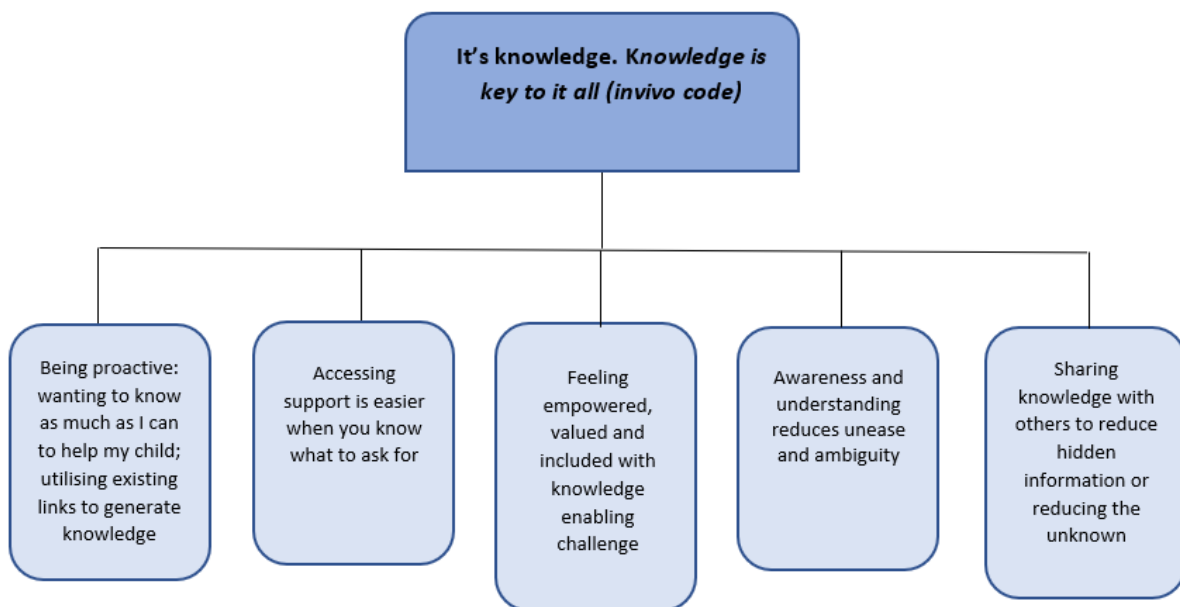 It’s knowledge. Knowledge is
key to it all (invivo code)
Being proactive:
wanting to know
as much as I can
to help my child;
utilising existing
links to generate
knowledge
Accessing
support is easier
when you know
what to ask for
Feeling
empowered,
valued and
included with
knowledge
enabling
challenge
Awareness and
understanding
reduces unease
and ambiguity
Sharing
knowledge with
others to reduce
hidden
information or
reducing the
unknown